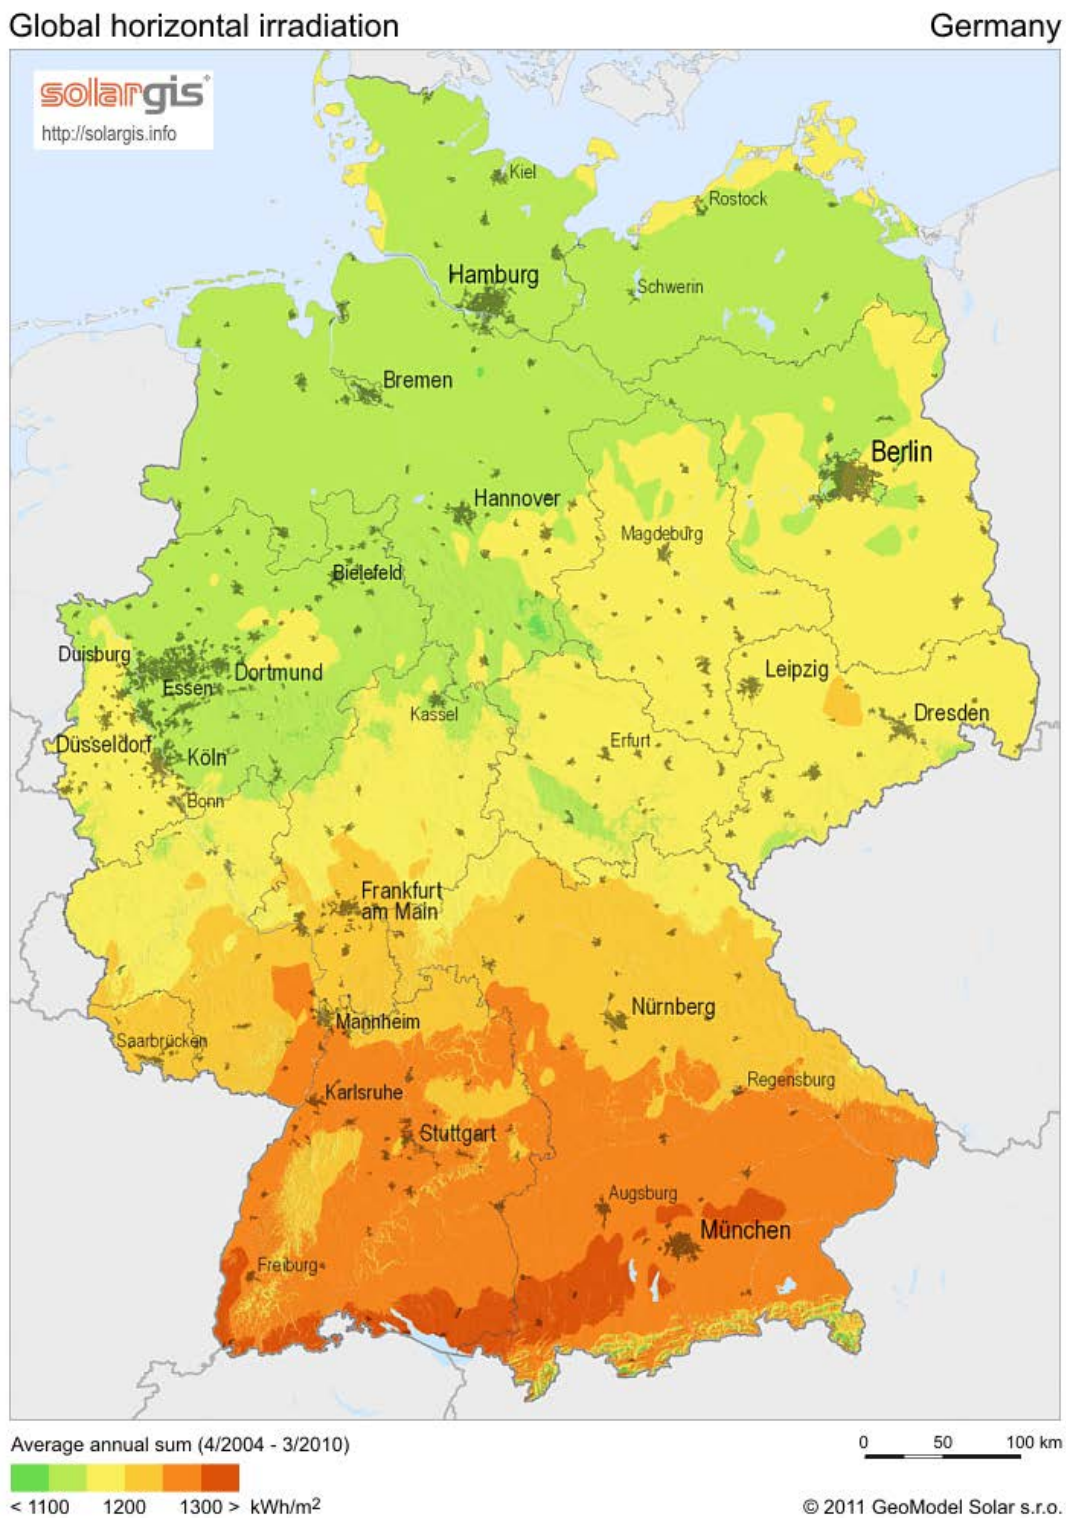 Global horizontal irradiation
Germany
solargis
http://solargis.info
Kiel
Rostock
Hamburg
Schwerin
Bremen
Berlin
Hannover
Magdeburg
Bielefeld
Duisburg
Dortmund
Essen
Leipzig
Kassel
Dresden
Düsseldorf
Köln
Erfurt
Bonn
Frankfurt
am Main
Nürnberg
Mannheim
Saarbrücken
Regensburg
Karlsruhe
Stuttgart
Augsburg
München
Freiburg
Average annual sum (4/2004 - 3/2010)
0 50 100 km
< 1100 1200 1300 > kWh/m²
© 2011 GeoModel Solar s.r.o.